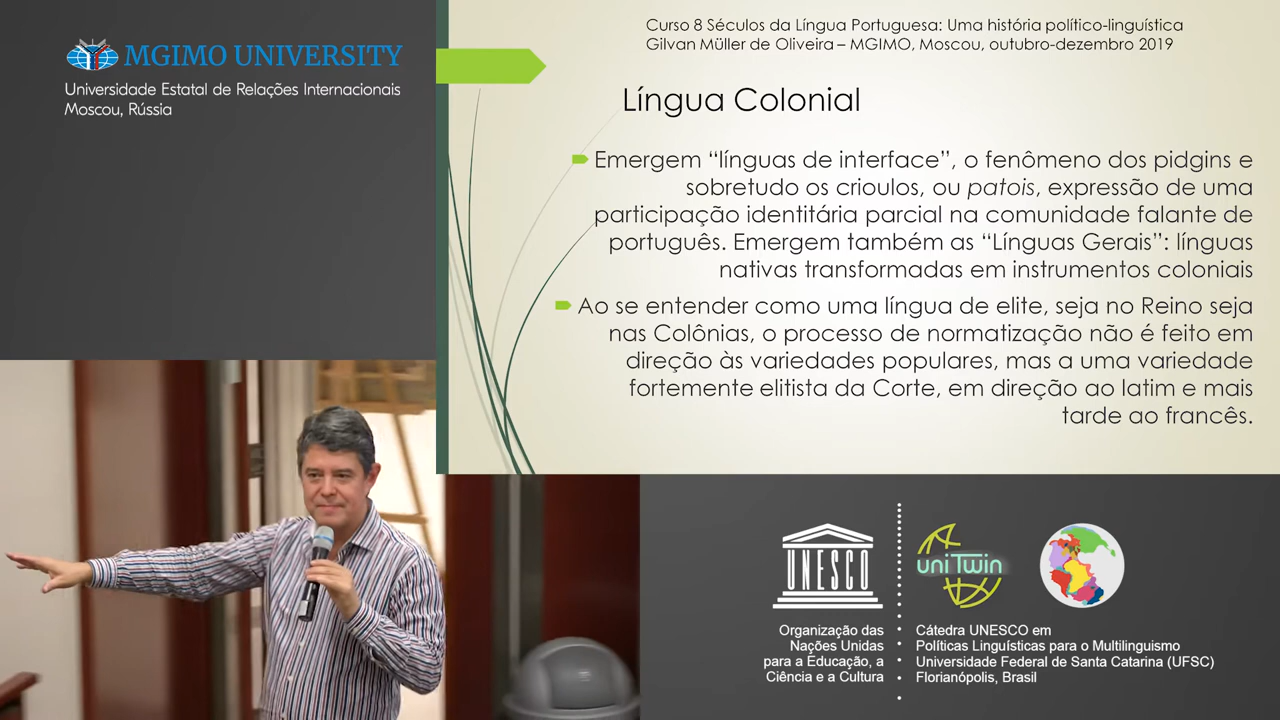 MGIMO UNIVERSITY
Universidade Estatal de Relações Internacionais
Moscou, Rússia
Curso 8 Séculos da Língua Portuguesa: Uma história político-linguística
Gilvan Müller de Oliveira – MGIMO, Moscou, outubro-dezembro 2019
Língua Colonial
Emergem “línguas de interface”, o fenômeno dos pidgins e
sobretudo os crioulos, ou patois, expressão de uma
participação identitária parcial na comunidade falante de
português. Emergem também as “Línguas Gerais”: línguas
nativas transformadas em instrumentos coloniais
Ao se entender como uma língua de elite, seja no Reino seja
nas Colônias, o processo de normatização não é feito em
direção às variedades populares, mas a uma variedade
fortemente elitista da Corte, em direção ao latim e mais
tarde ao francês.
UNESCO
Organização das
Nações Unidas
para a Educação, a
Ciência e a Cultura
uniTwin
Cátedra UNESCO em
Políticas Linguísticas para o Multilinguismo
Universidade Federal de Santa Catarina (UFSC)
Florianópolis, Brasil